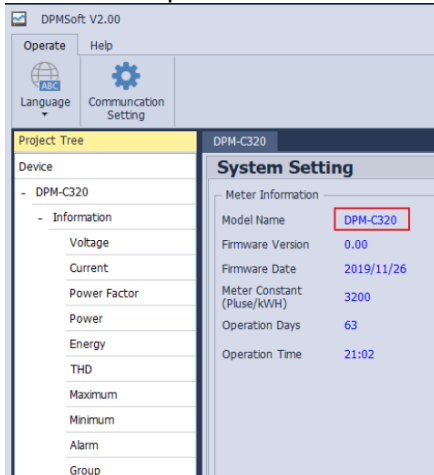 DPMSoft V2.00
Operate Help
ABC
Language
Communcation
Setting
Project Tree
DPM-C320
Device
System Setting
- DPM-C320
Meter Information
- Information
Model Name DPM-C320
Voltage
Firmware Version 0.00
Current
Firmware Date 2019/11/26
Power Factor
Meter Constant
(Pluse/kWH) 3200
Power
Operation Days 63
Energy
Operation Time 21:02
THD
Maximum
Minimum
Alarm
Group